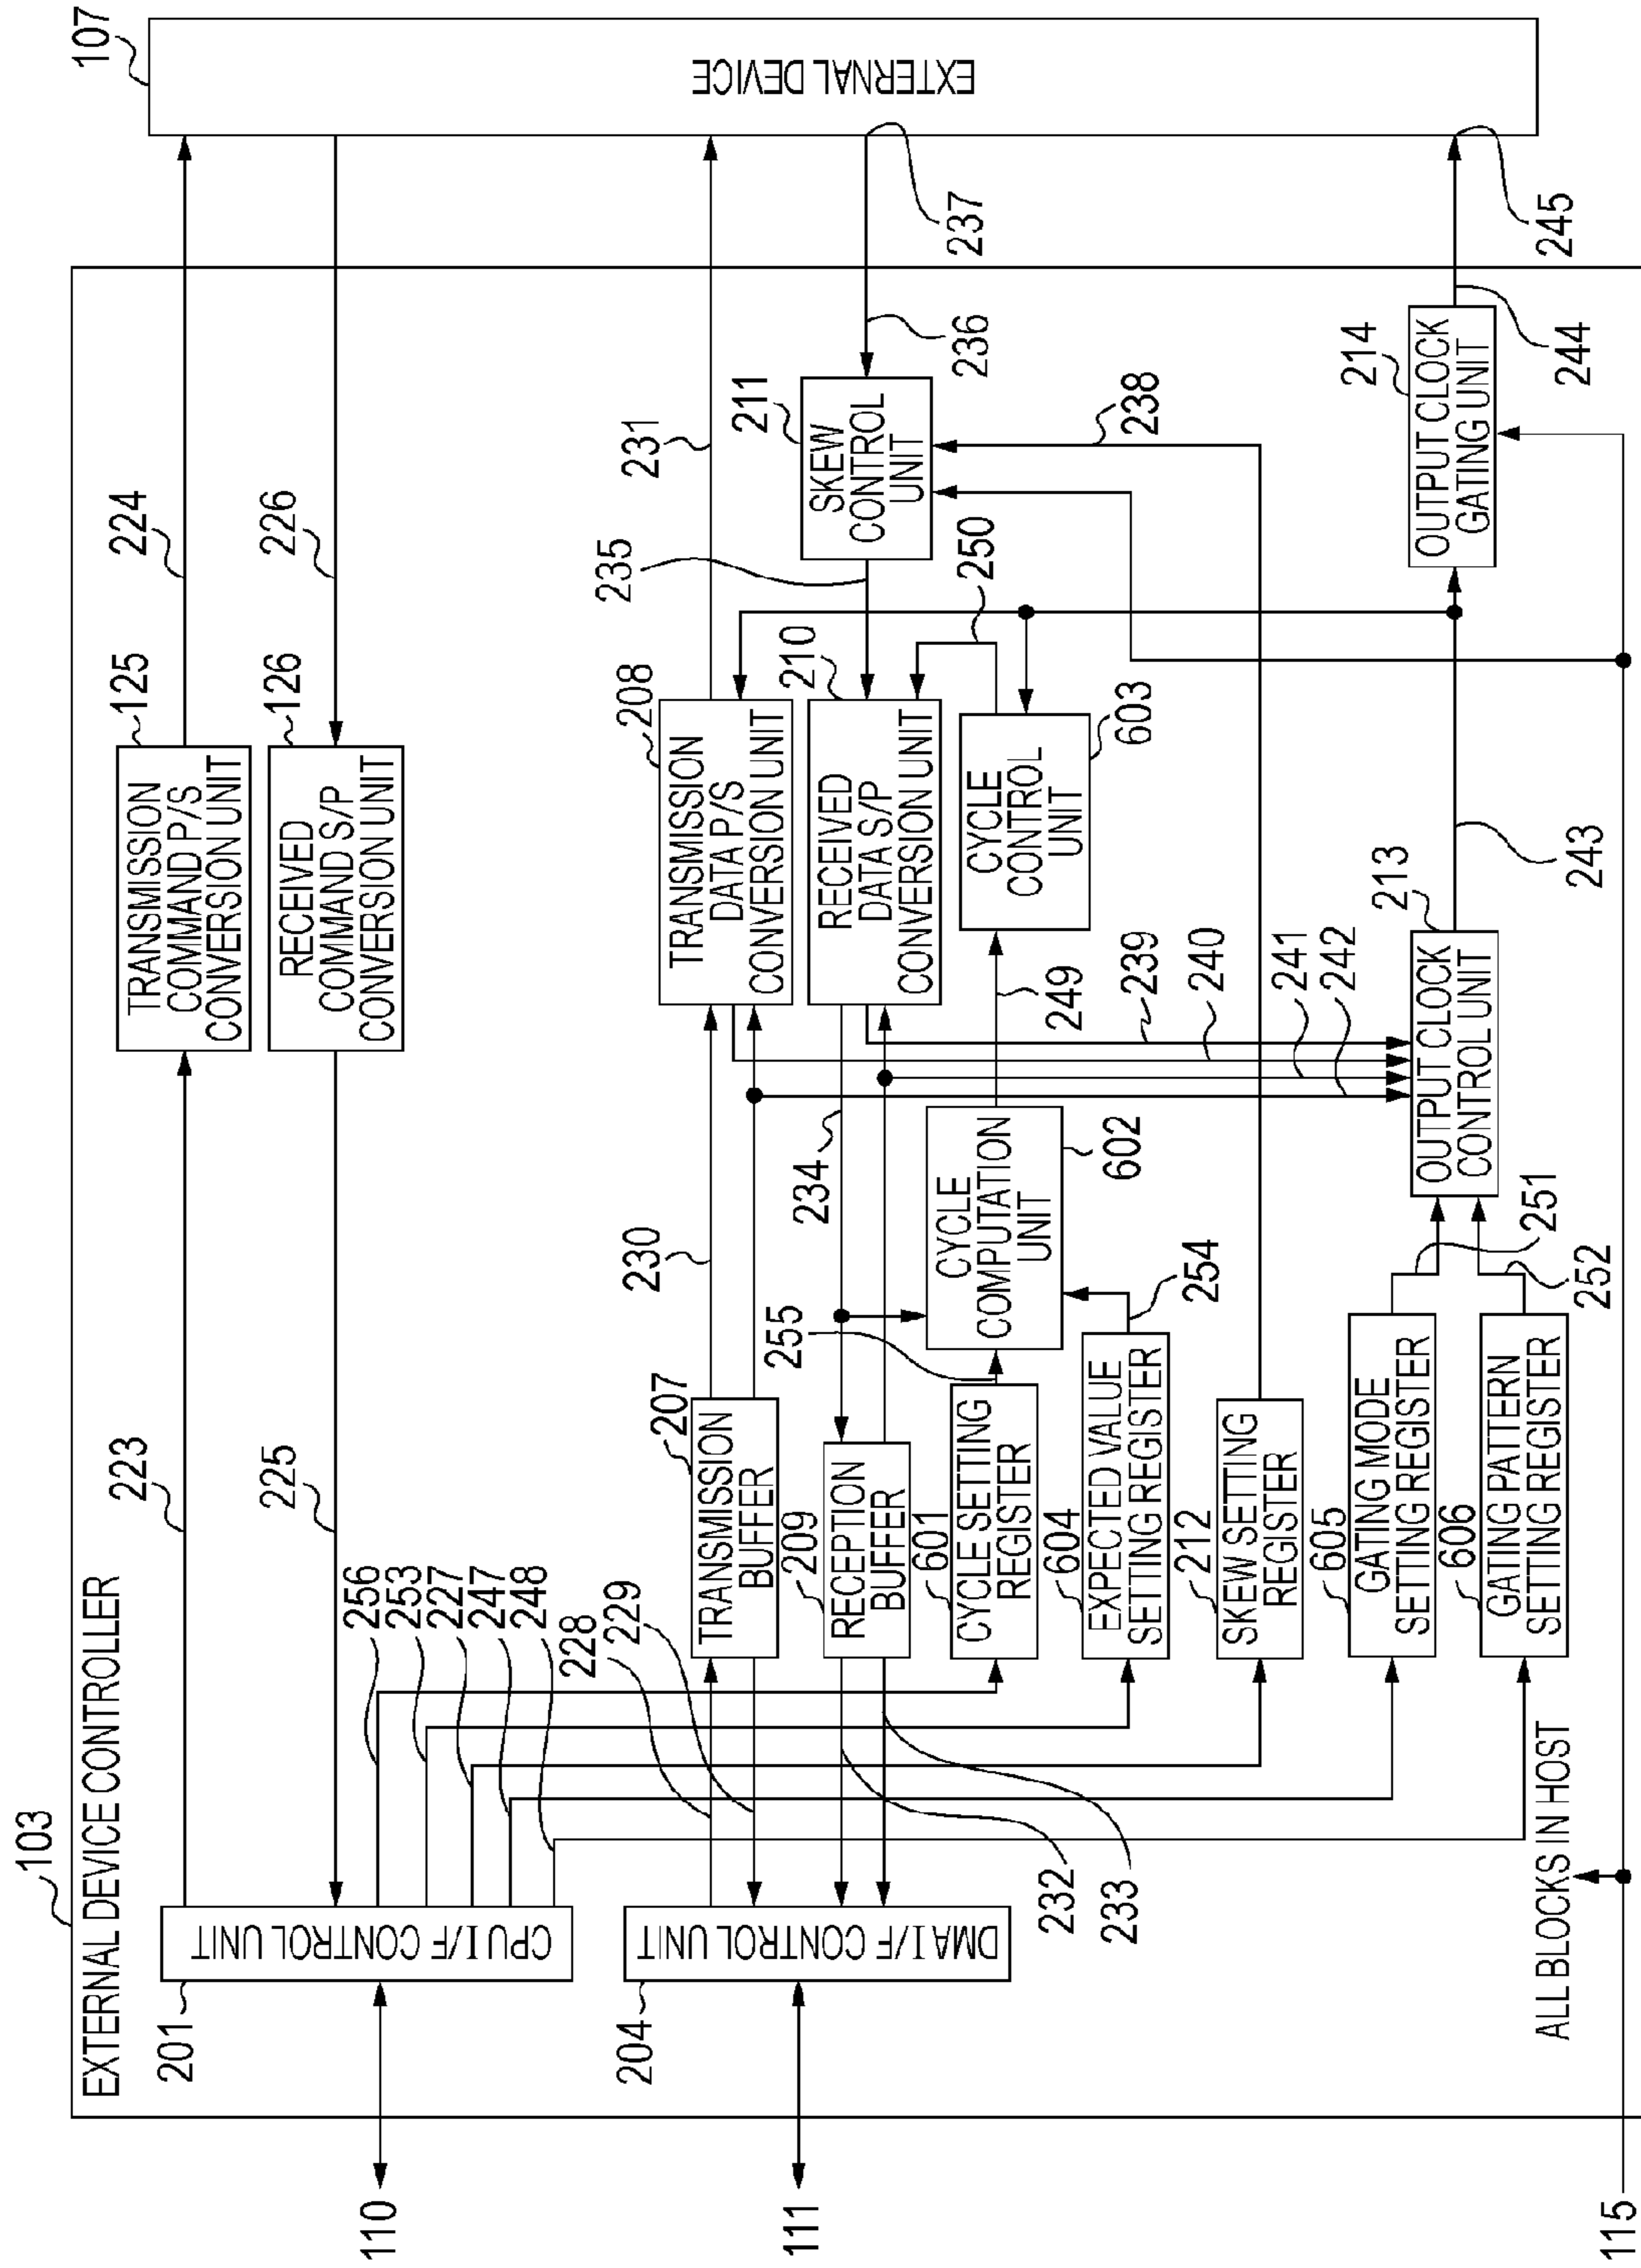 103
EXTERNAL DEVICE CONTROLLER
107
EXTERNAL DEVICE
110
201
CPU I/F CONTROL UNIT
223
TRANSMISSION
COMMAND P/S
CONVERSION UNIT
125
224
225
RECEIVED
COMMAND S/P
CONVERSION UNIT
126
226
256
253
227
247
248
228
229
111
204
DMA I/F CONTROL UNIT
232
233
207
TRANSMISSION
BUFFER
230
TRANSMISSION
DATA P/S
CONVERSION UNIT
208
231
209
RECEPTION
BUFFER
234
RECEIVED
DATA S/P
CONVERSION UNIT
210
235
211
SKEW
CONTROL
UNIT
236
237
238
601
CYCLE SETTING
REGISTER
255
CYCLE
COMPUTATION
UNIT
602
249
CYCLE
CONTROL
UNIT
603
250
604
EXPECTED VALUE
SETTING REGISTER
254
212
SKEW SETTING
REGISTER
239
240
241
242
605
GATING MODE
SETTING REGISTER
251
606
GATING PATTERN
SETTING REGISTER
252
OUTPUT CLOCK
CONTROL UNIT
213
243
OUTPUT CLOCK
GATING UNIT
214
244
245
ALL BLOCKS IN HOST
115